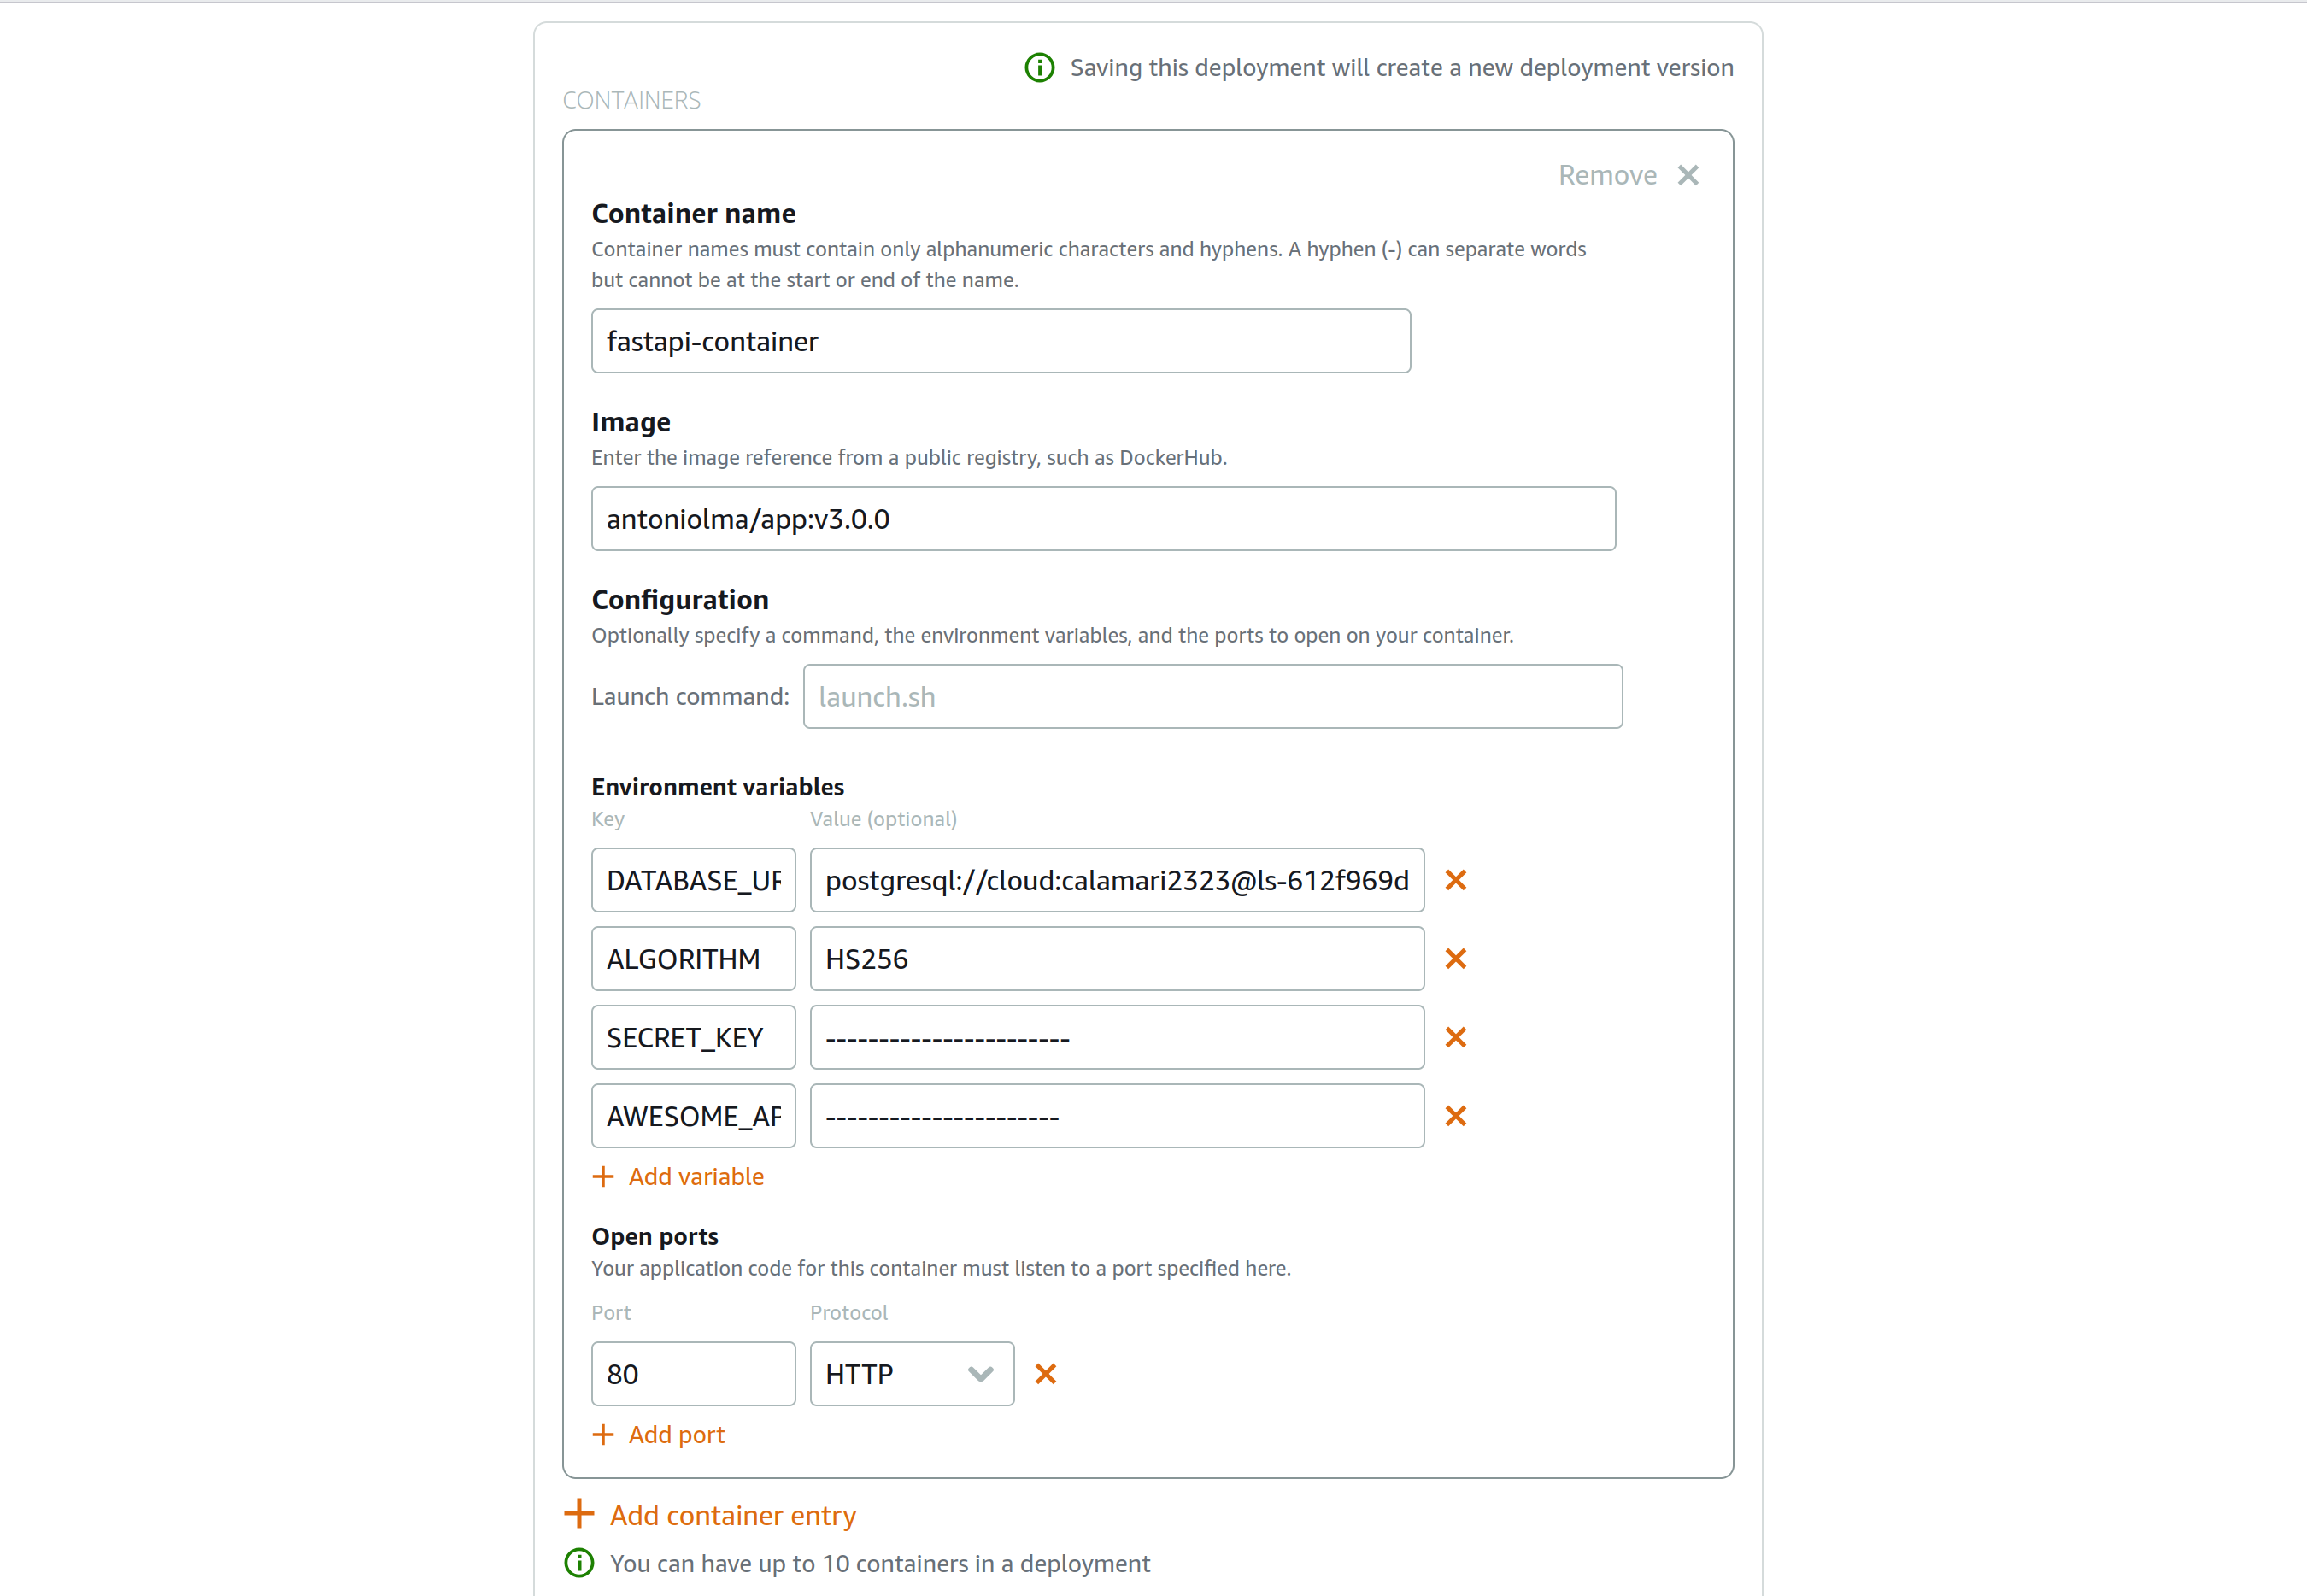 Saving this deployment will create a new deployment version
CONTAINERS
Remove
Container name
Container names must contain only alphanumeric characters and hyphens. A hyphen (-) can separate words
but cannot be at the start or end of the name.
fastapi-container
Image
Enter the image reference from a public registry, such as DockerHub.
antoniolma/app:v3.0.0
Configuration
Optionally specify a command, the environment variables, and the ports to open on your container.
Launch command: launch.sh
Environment variables
Key Value (optional)
DATABASE_UR postgresql://cloud:calamari2323@ls-612f969d
ALGORITHM HS256
SECRET_KEY -----------------------
AWESOME_AP ----------------------
+ Add variable
Open ports
Your application code for this container must listen to a port specified here.
Port Protocol
80 HTTP
+ Add port
+ Add container entry
You can have up to 10 containers in a deployment